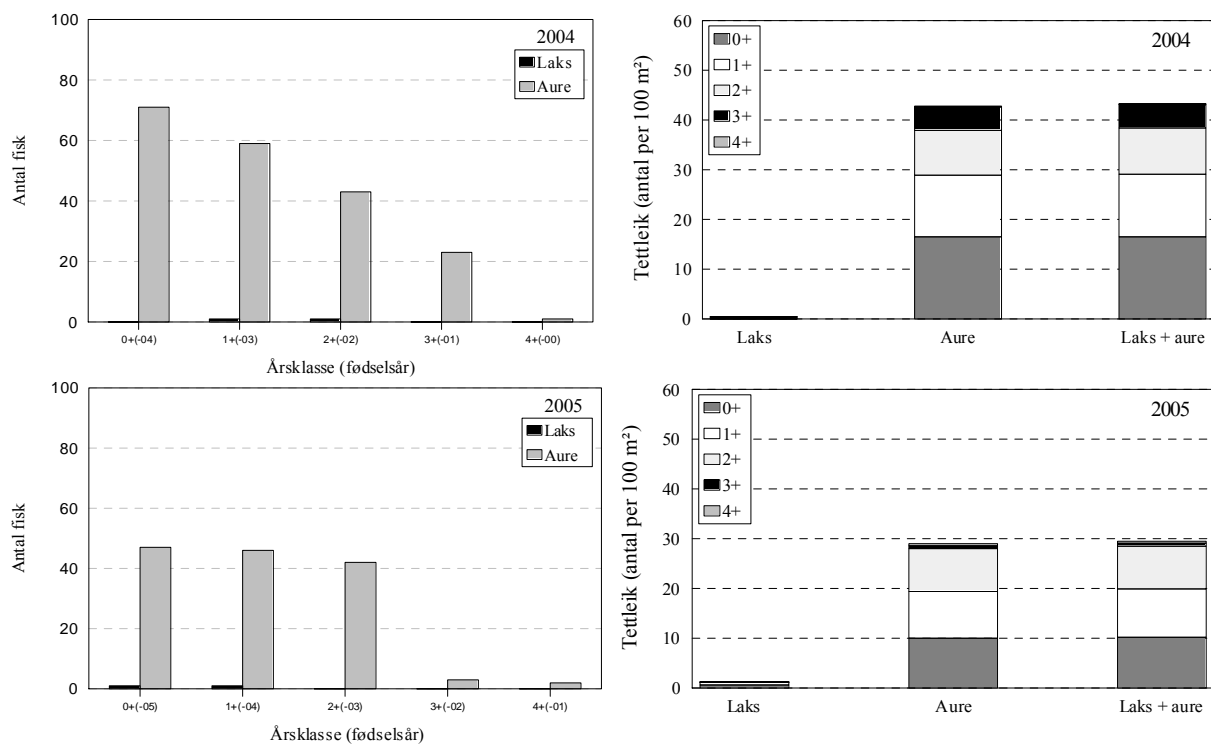 100
80
60
40
20
0
Antal fisk
2004
Laks
Aure
0+(-04) 1+(-03) 2+(-02) 3+(-01) 4+(-00)
Årsklasse (fødselsår)
60
50
40
30
20
10
0
Tettleik (antal per 100 m²)
0+
1+
2+
3+
4+
2004
Laks Aure Laks + aure
100
80
60
40
20
0
Antal fisk
2005
Laks
Aure
0+(-05) 1+(-04) 2+(-03) 3+(-02) 4+(-01)
Årsklasse (fødselsår)
60
50
40
30
20
10
0
Tettleik (antal per 100 m²)
0+
1+
2+
3+
4+
2005
Laks Aure Laks + aure